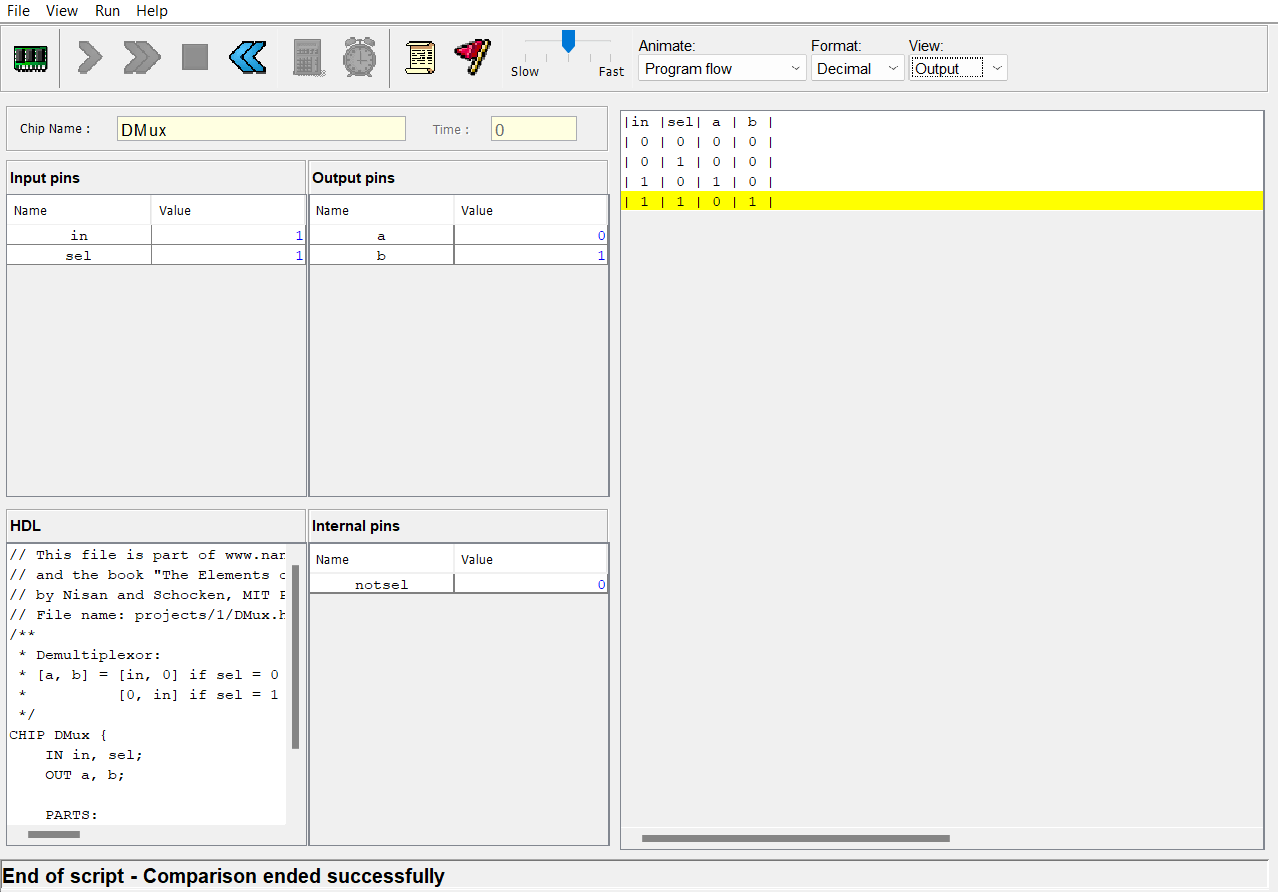 File View Run Help
Slow Fast
Animate: Format: View:
Program flow Decimal Output
Chip Name : DMux Time : 0
Input pins
Name Value
in 1
sel 1
Output pins
Name Value
a 0
b 1
|in |sel| a | b |
| 0 | 0 | 0 | 0 |
| 0 | 1 | 0 | 0 |
| 1 | 0 | 1 | 0 |
| 1 | 1 | 0 | 1 |
HDL
// This file is part of www.nan
// and the book "The Elements o
// by Nisan and Schocken, MIT P
// File name: projects/1/DMux.h
/**
* Demultiplexor:
* [a, b] = [in, 0] if sel = 0
* [0, in] if sel = 1
*/
CHIP DMux {
IN in, sel;
OUT a, b;
PARTS:
Internal pins
Name Value
notsel 0
End of script - Comparison ended successfully